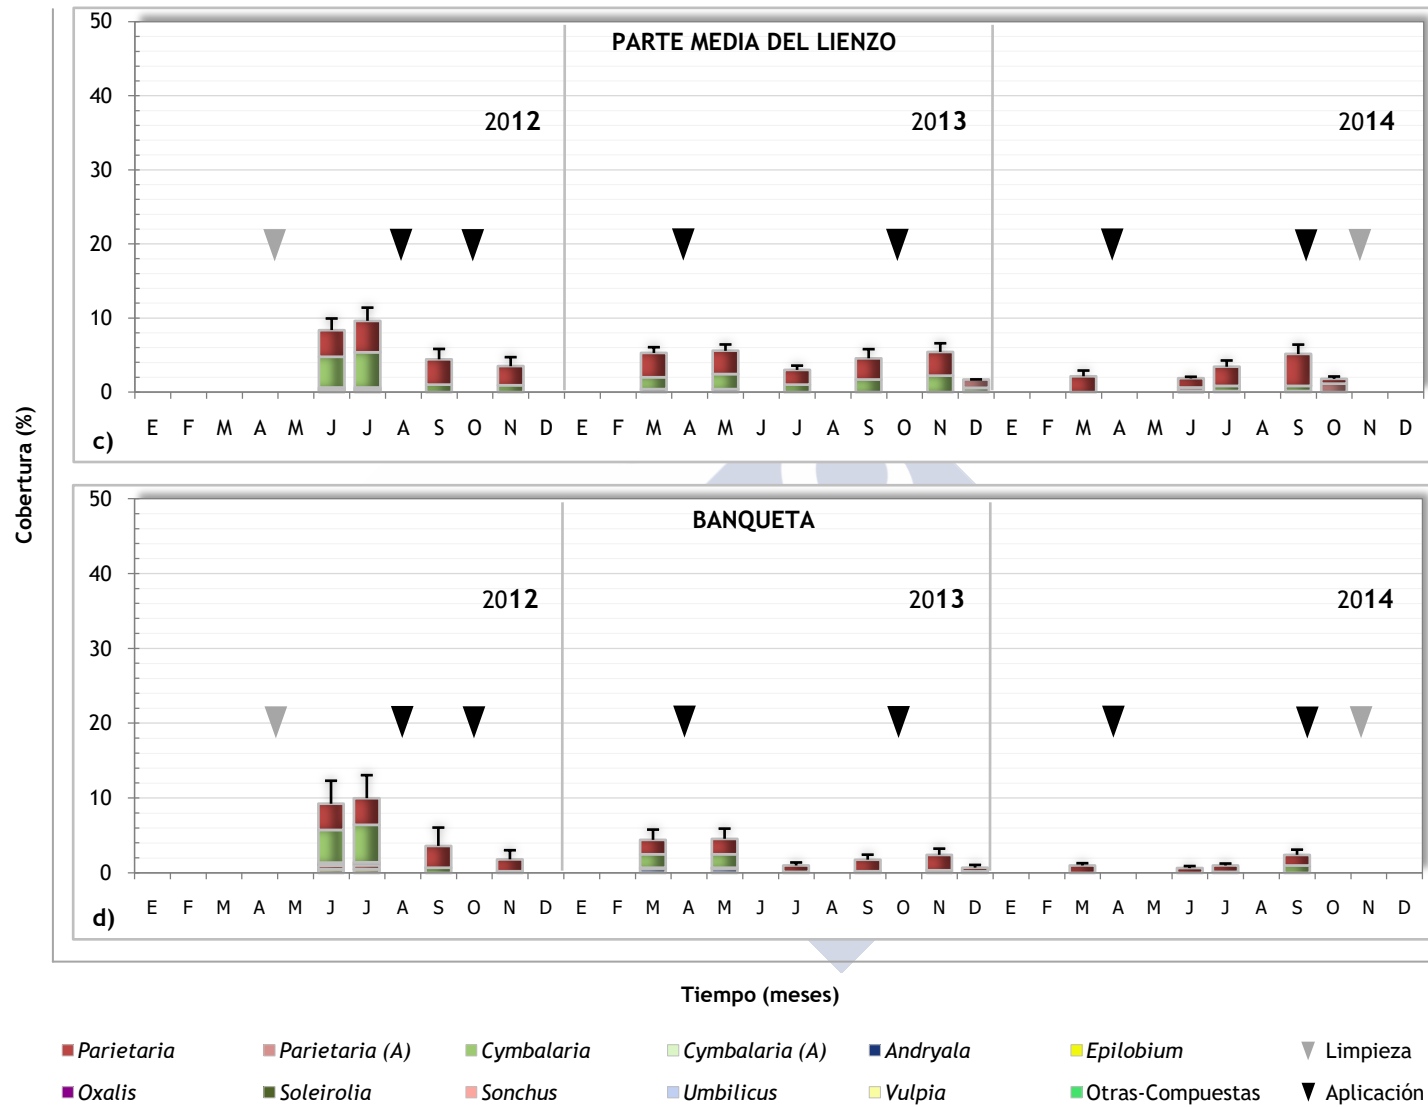 50
PARTE MEDIA DEL LIENZO
40
2012 2013 2014
30
20
10
0
E F M A M J J A S O N D E F M A M J J A S O N D E F M A M J J A S O N D
c)
Cobertura (%)
50
BANQUETA
40
2012 2013 2014
30
20
10
0
E F M A M J J A S O N D E F M A M J J A S O N D E F M A M J J A S O N D
d)
Tiempo (meses)
Parietaria Parietaria (A) Cymbalaria Cymbalaria (A) Andryala Epilobium Limpieza
Oxalis Soleirolia Sonchus Umbilicus Vulpia Otras-Compuestas Aplicación